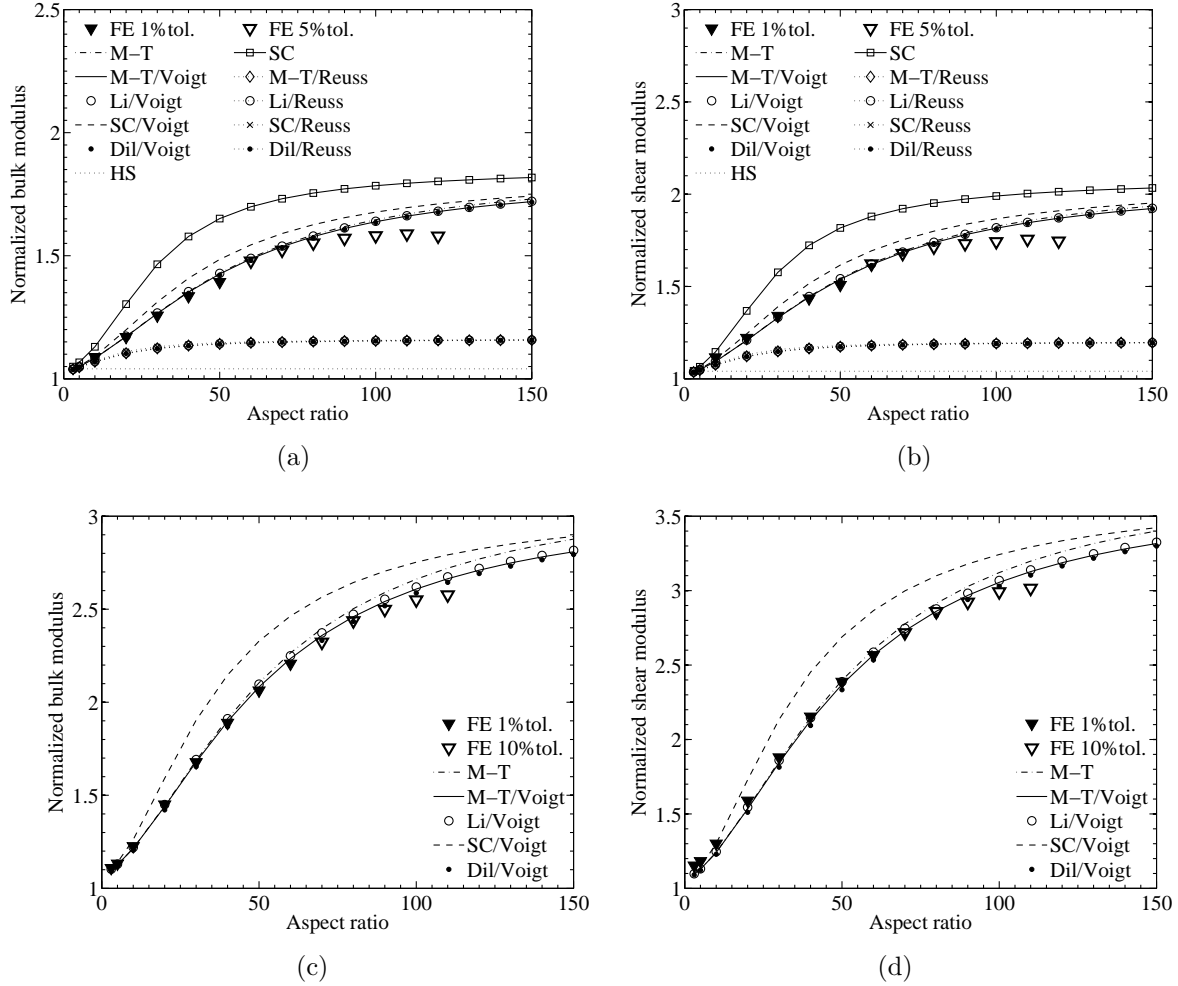 2.5
2
1.5
1
0
50
100
150
Normalized bulk modulus
Aspect ratio
FE 1%tol.
M−T
M−T/Voigt
Li/Voigt
SC/Voigt
Dil/Voigt
HS
FE 5%tol.
SC
M−T/Reuss
Li/Reuss
SC/Reuss
Dil/Reuss
(a)
3
2.5
2
1.5
1
0
50
100
150
Normalized shear modulus
Aspect ratio
FE 1%tol.
M−T
M−T/Voigt
Li/Voigt
SC/Voigt
Dil/Voigt
HS
FE 5%tol.
SC
M−T/Reuss
Li/Reuss
SC/Reuss
Dil/Reuss
(b)
3
2.5
2
1.5
1
0
50
100
150
Normalized bulk modulus
Aspect ratio
FE 1%tol.
FE 10%tol.
M−T
M−T/Voigt
Li/Voigt
SC/Voigt
Dil/Voigt
(c)
3.5
3
2.5
2
1.5
1
0
50
100
150
Normalized shear modulus
Aspect ratio
FE 1%tol.
FE 10%tol.
M−T
M−T/Voigt
Li/Voigt
SC/Voigt
Dil/Voigt
(d)